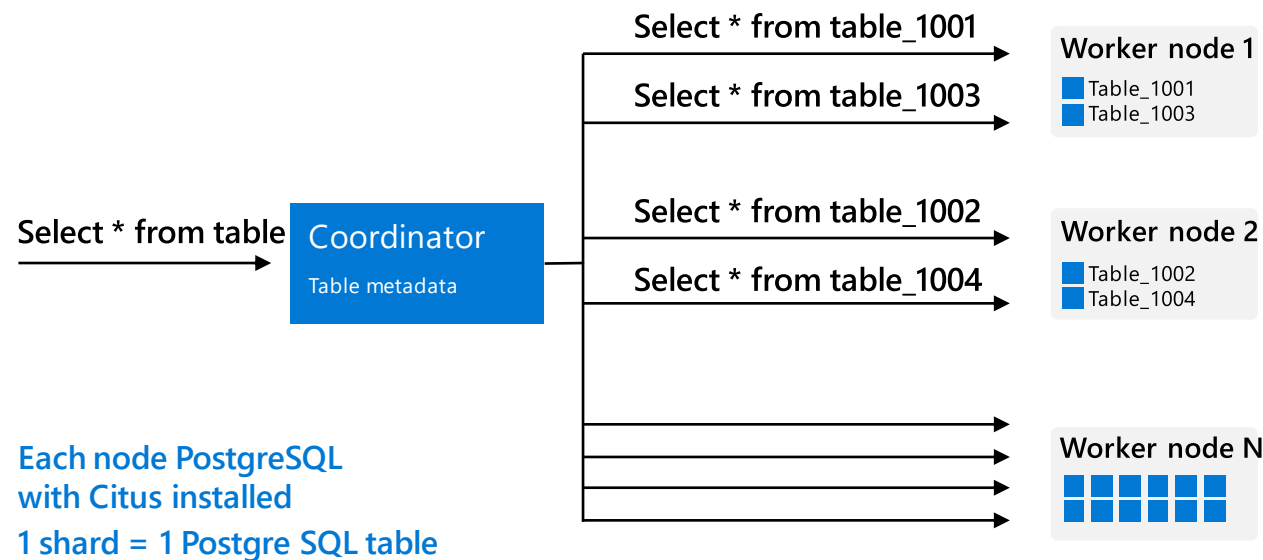 Select * from table_1001
Worker node 1
Table_1001
Select * from table_1003
Table_1003
Select * from table
Coordinator
Table metadata
Select * from table_1002
Worker node 2
Table_1002
Select * from table_1004
Table_1004
Worker node N
Each node PostgreSQL
with Citus installed
1 shard = 1 Postgre SQL table